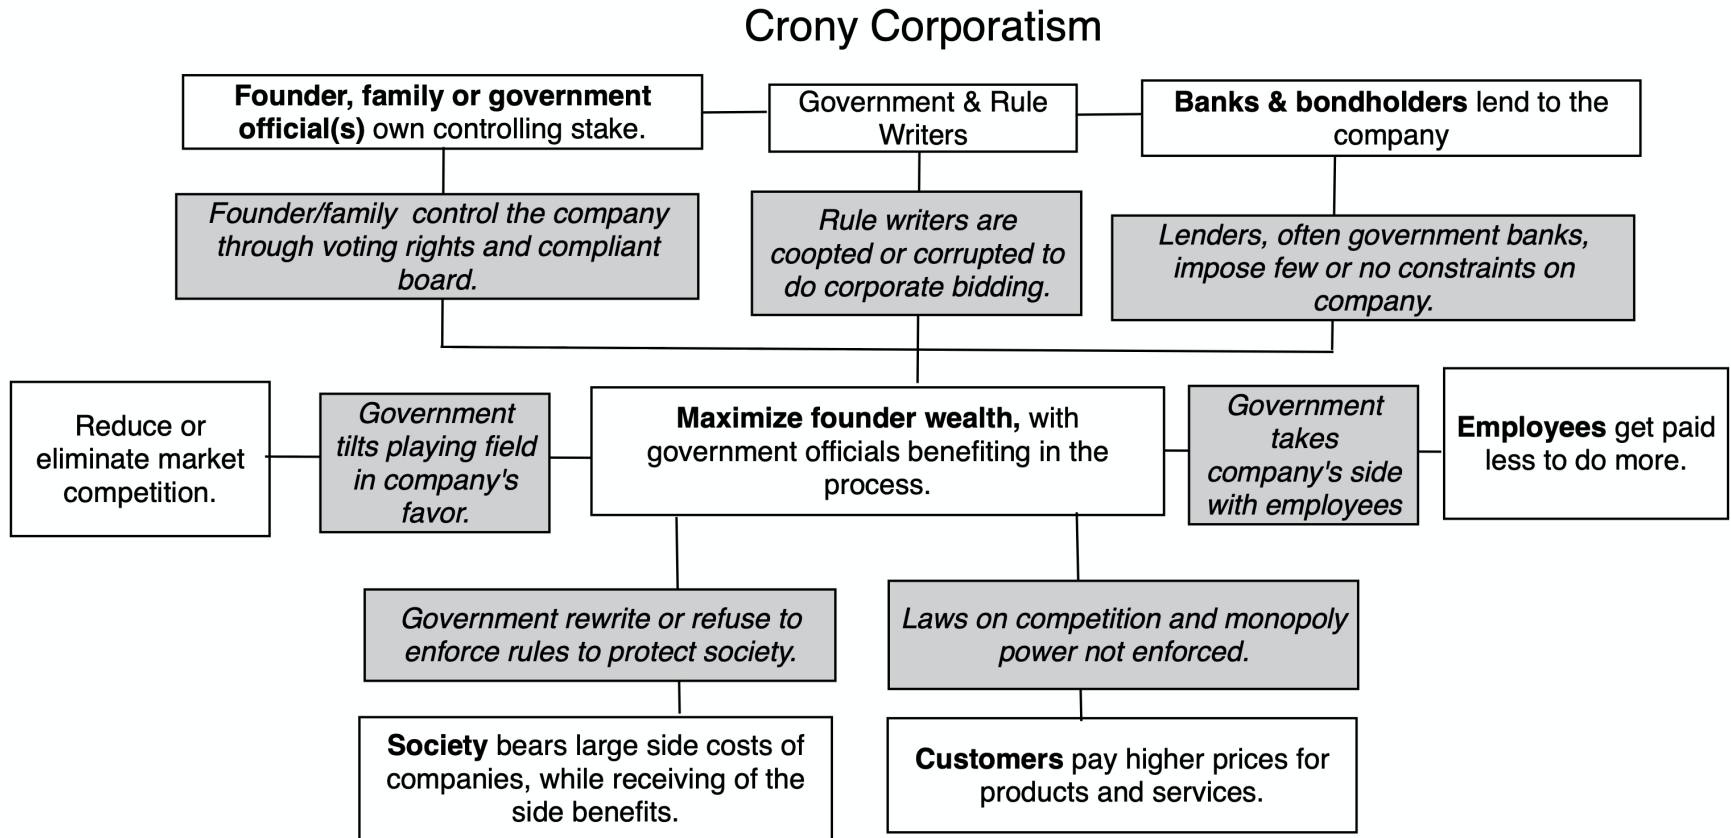 Crony Corporatism
Founder, family or government
official(s) own controlling stake.
Government & Rule
Writers
Banks & bondholders lend to the
company
Founder/family control the company
through voting rights and compliant
board.
Rule writers are
coopted or corrupted to
do corporate bidding.
Lenders, often government banks,
impose few or no constraints on
company.
Reduce or
eliminate market
competition.
Government
tilts playing field
in company's
favor.
Maximize founder wealth, with
government officials benefiting in the
process.
Government
takes
company's side
with employees
Employees get paid
less to do more.
Government rewrite or refuse to
enforce rules to protect society.
Laws on competition and monopoly
power not enforced.
Society bears large side costs of
companies, while receiving of the
side benefits.
Customers pay higher prices for
products and services.